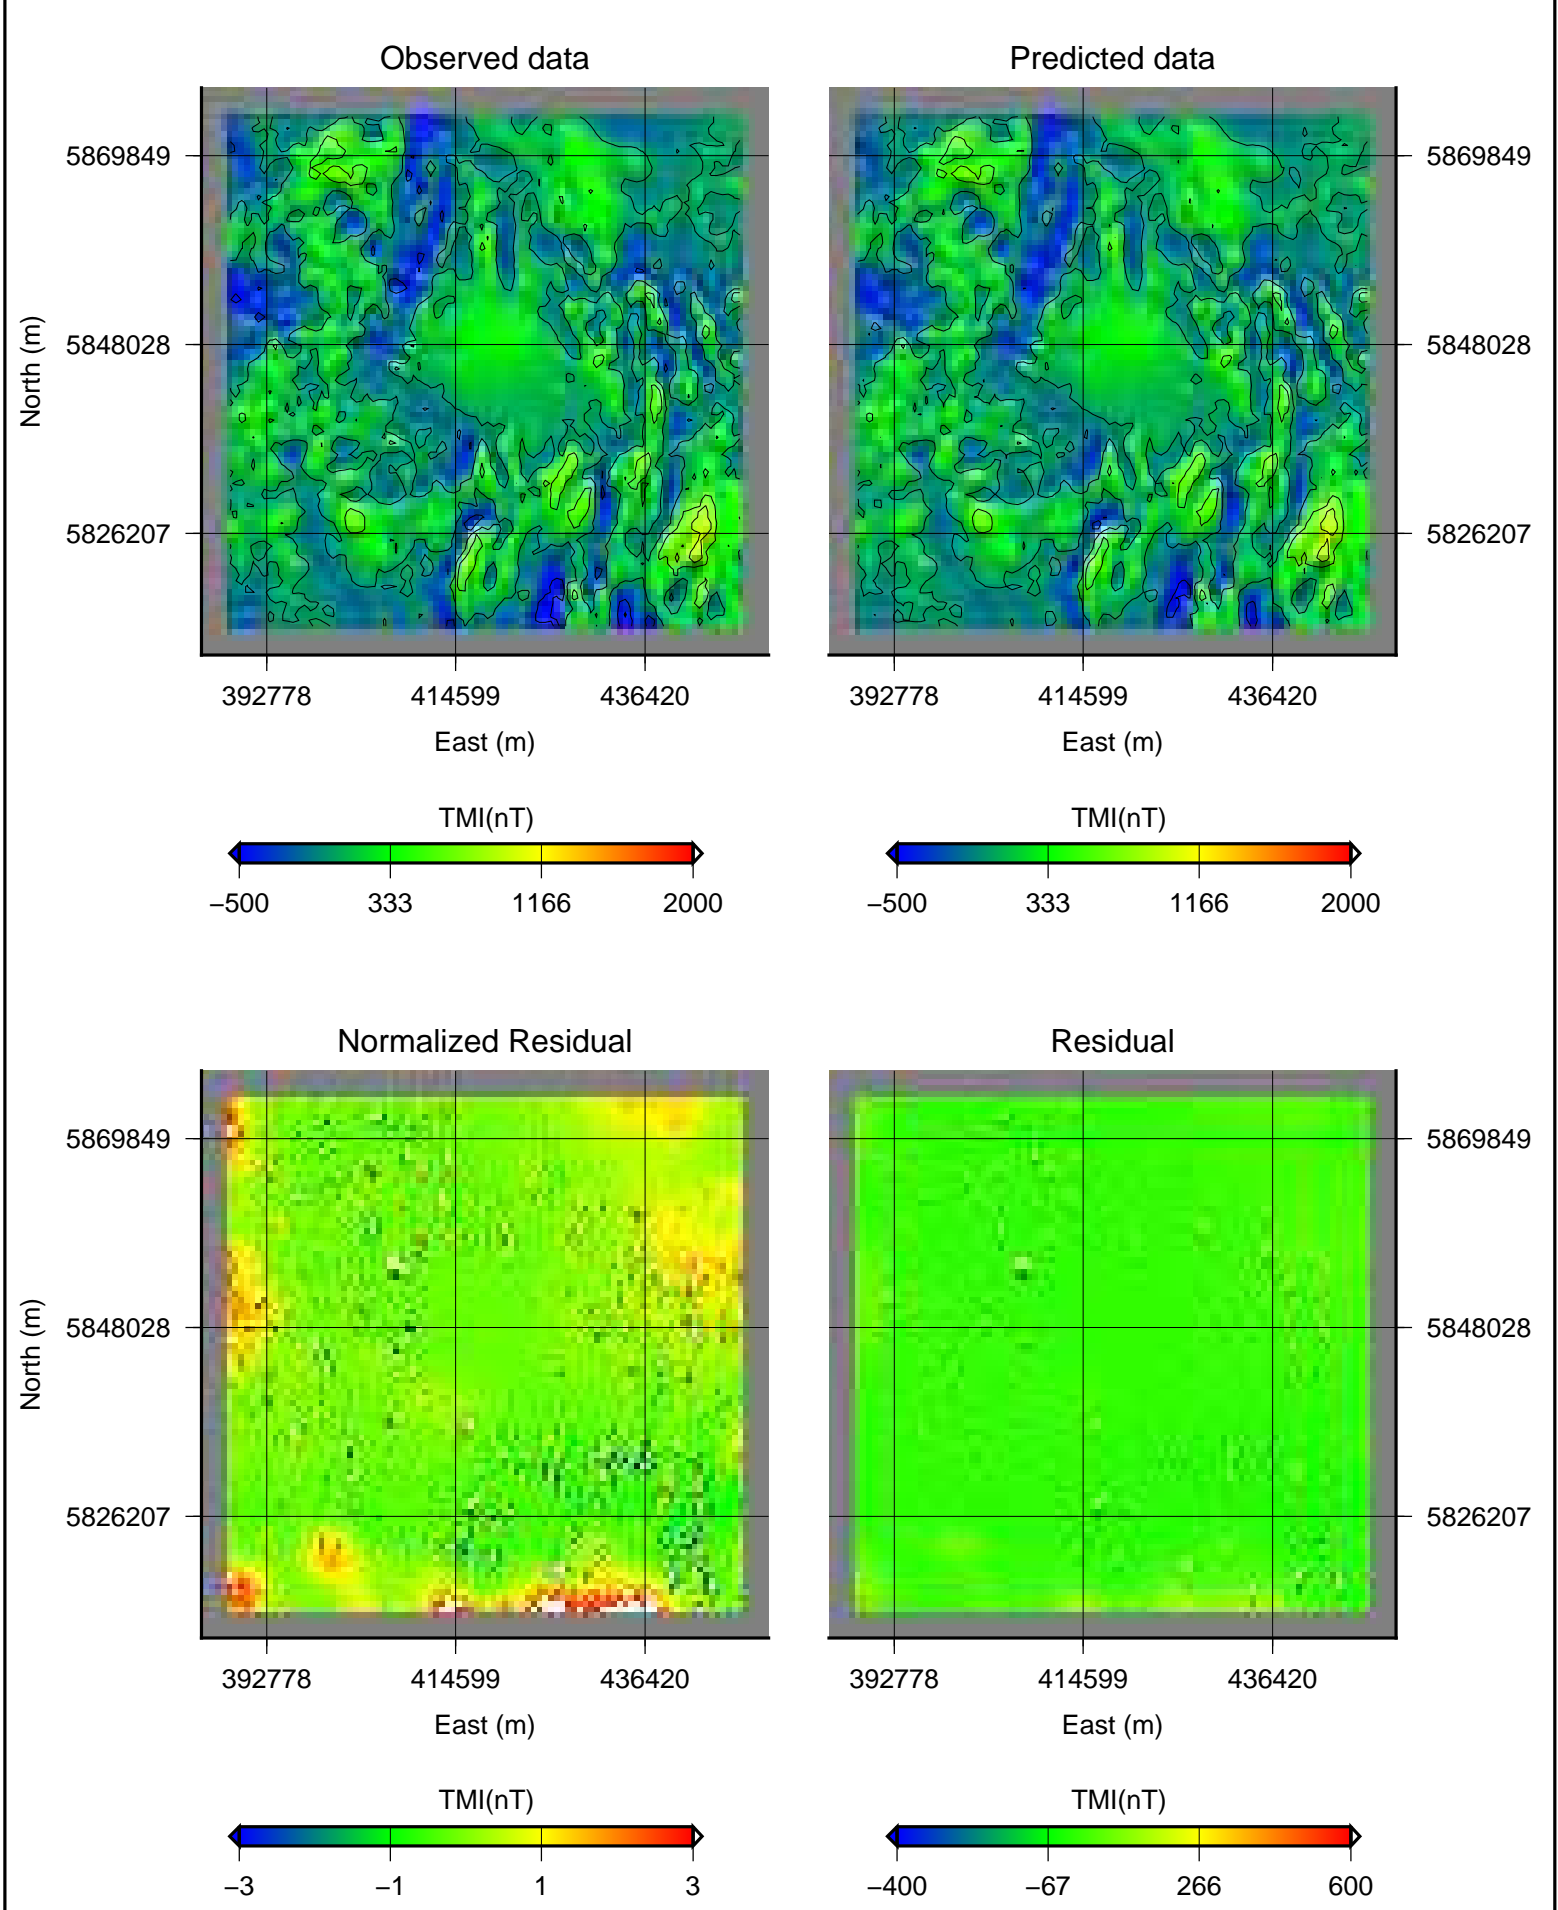 Observed data
Predicted data
North (m)
5869849
5848028
5826207
5869849
5848028
5826207
392778 414599 436420
392778 414599 436420
East (m)
East (m)
TMI(nT)
TMI(nT)
−500 333 1166 2000
−500 333 1166 2000
Normalized Residual
Residual
North (m)
5869849
5848028
5826207
5869849
5848028
5826207
392778 414599 436420
392778 414599 436420
East (m)
East (m)
TMI(nT)
TMI(nT)
−3 −1 1 3
−400 −67 266 600